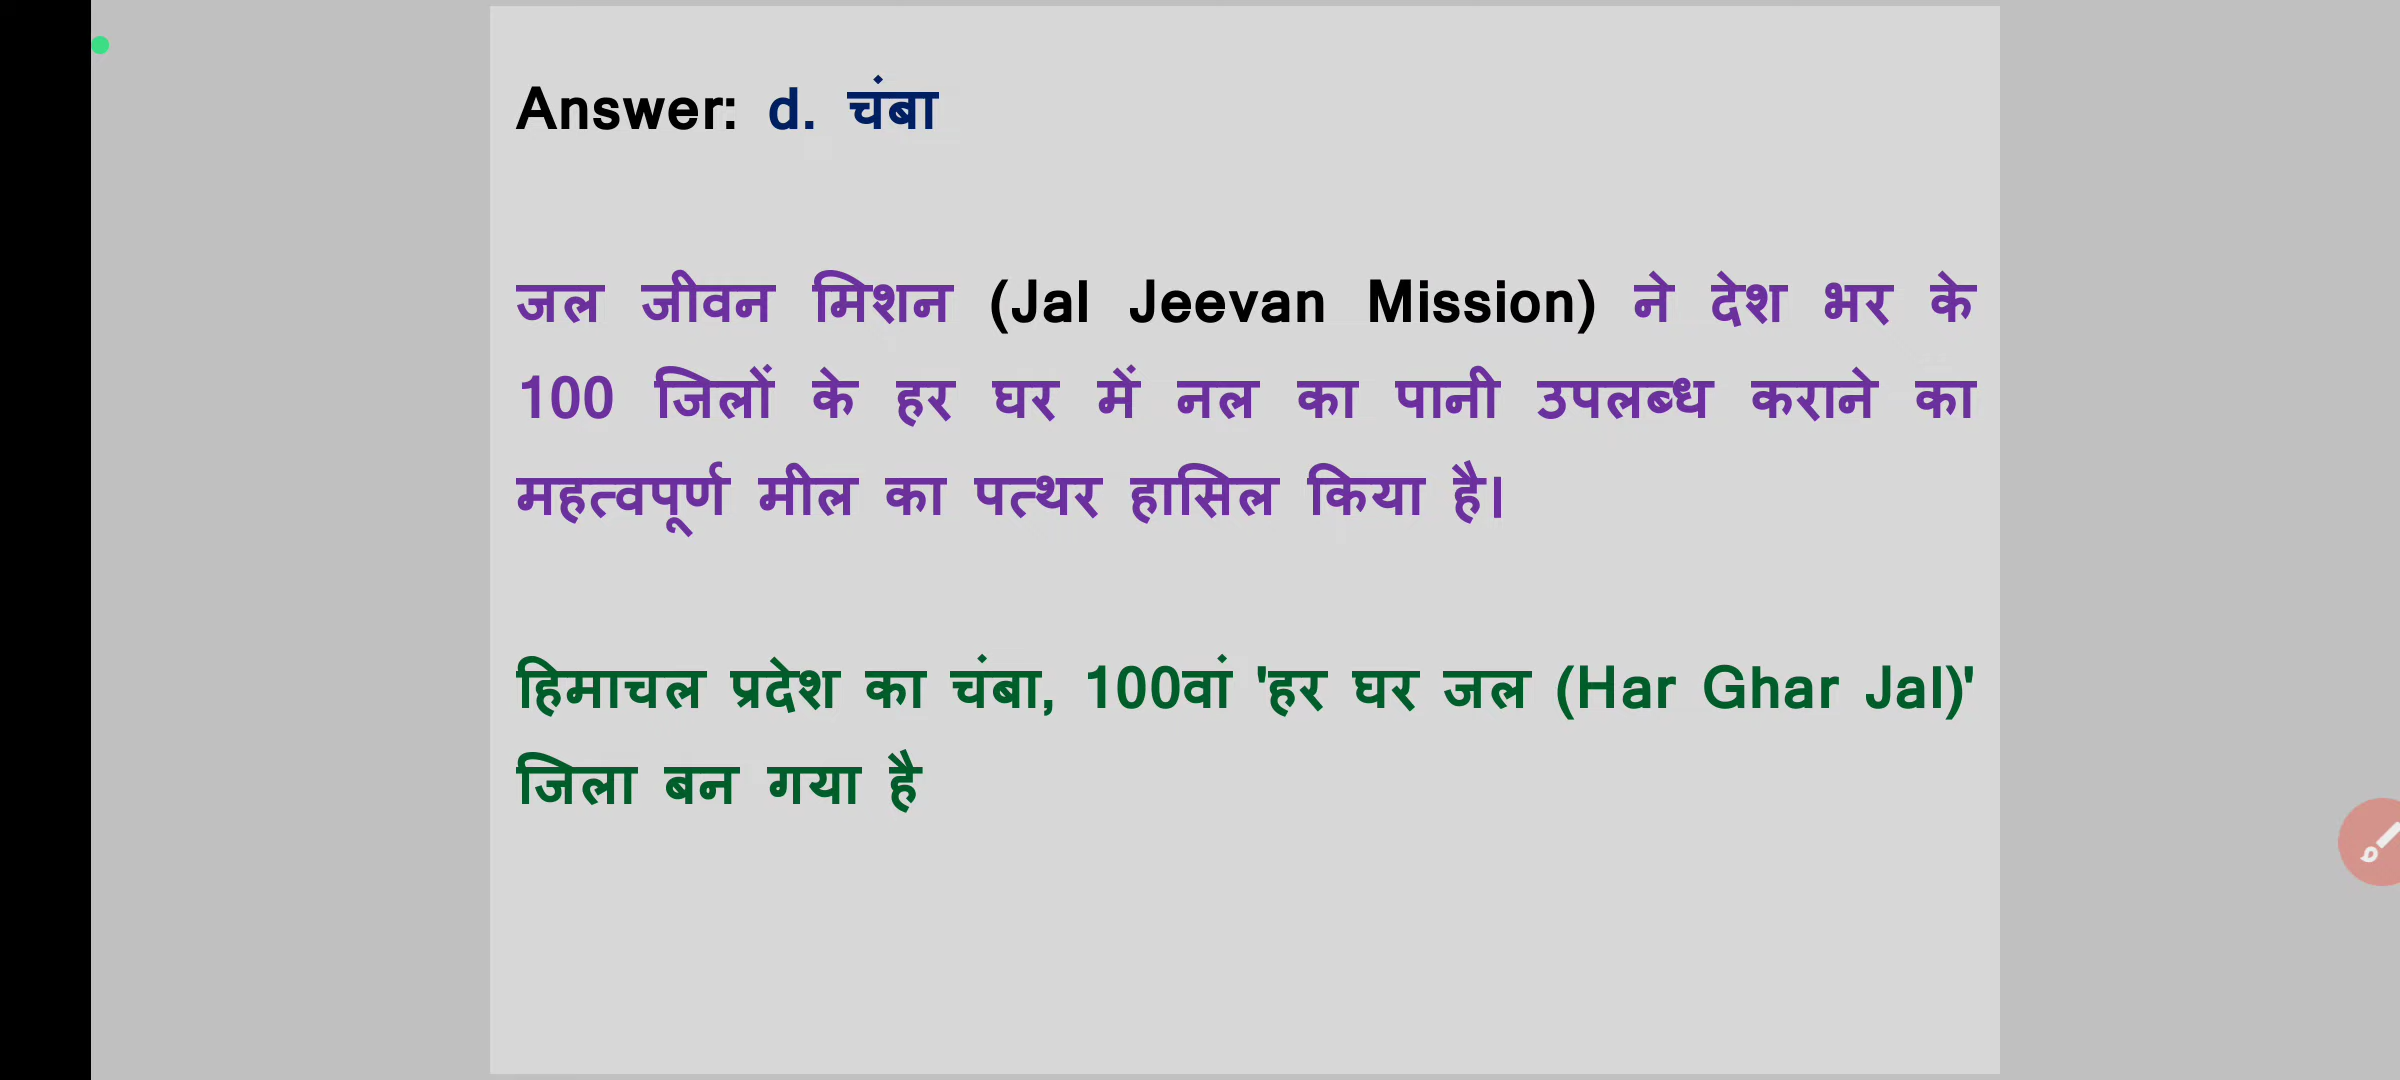 Answer: d. चंबा
जल जीवन मिशन (Jal Jeevan Mission) ने देश भर के
100 जिलों के हर घर में नल का पानी उपलब्ध कराने का
महत्वपूर्ण मील का पत्थर हासिल किया है।
हिमाचल प्रदेश का चंबा, 100वां 'हर घर जल (Har Ghar Jal)'
जिला बन गया है